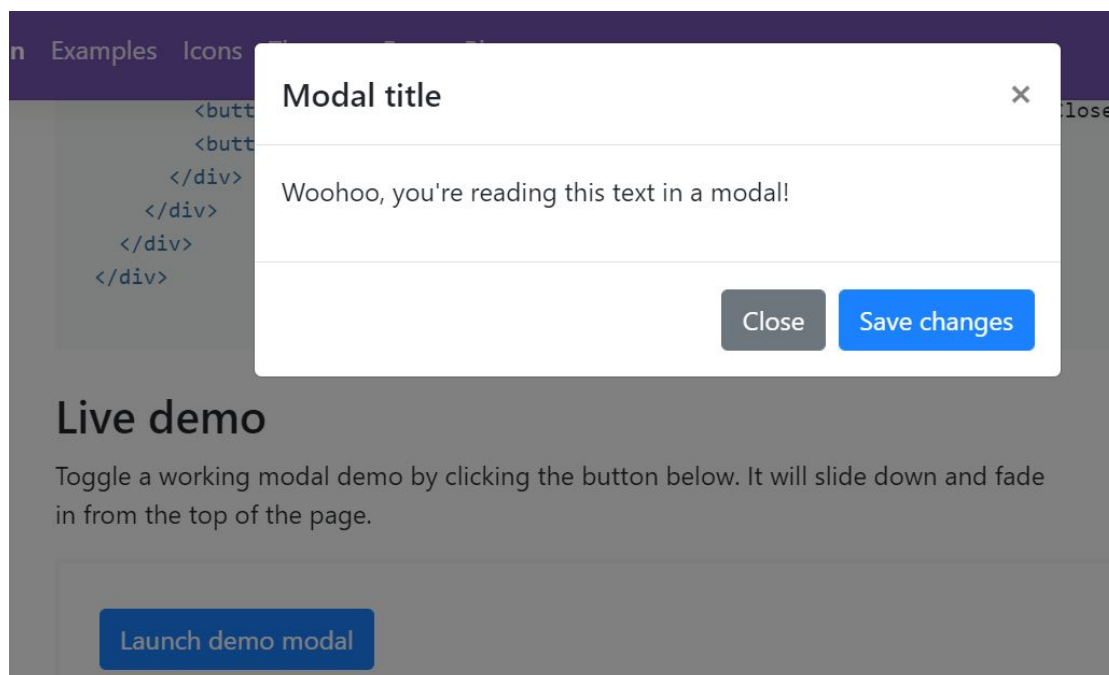 n Examples Icons
Modal title ×
<butt lose
<butt
</div>
</div>
</div>
</div>
Woohoo, you're reading this text in a modal!
Close Save changes
Live demo
Toggle a working modal demo by clicking the button below. It will slide down and fade
in from the top of the page.
Launch demo modal